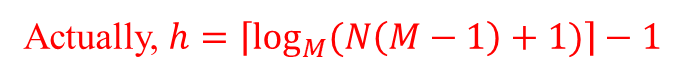 Actually, ℎ = ⌈log_M(N(M − 1) + 1)⌉ − 1